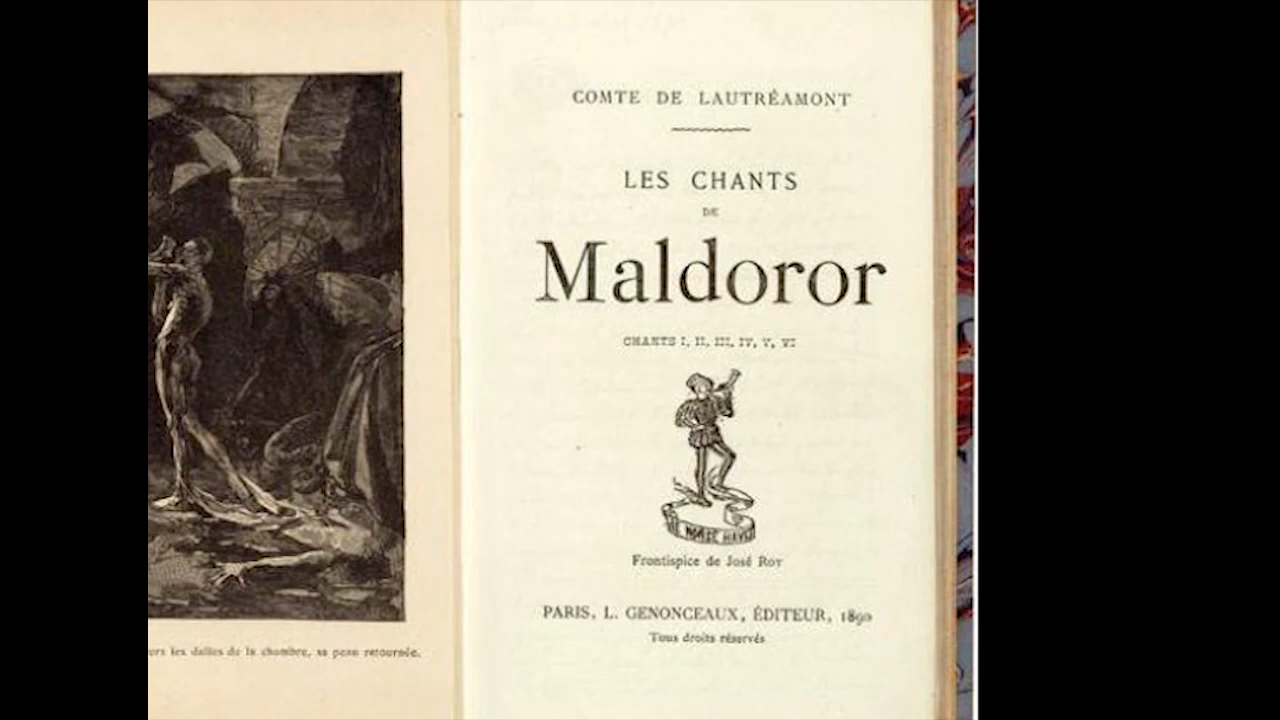 ers les dalles de la chambre, sa peau retournée.
COMTE DE LAUTRÉAMONT
LES CHANTS
DE
Maldoror
CHANTS I, II, III, IV, V, VI
Frontispice de José Roy
PARIS, L. GENONCEAUX, ÉDITEUR, 1890
Tous droits réservés